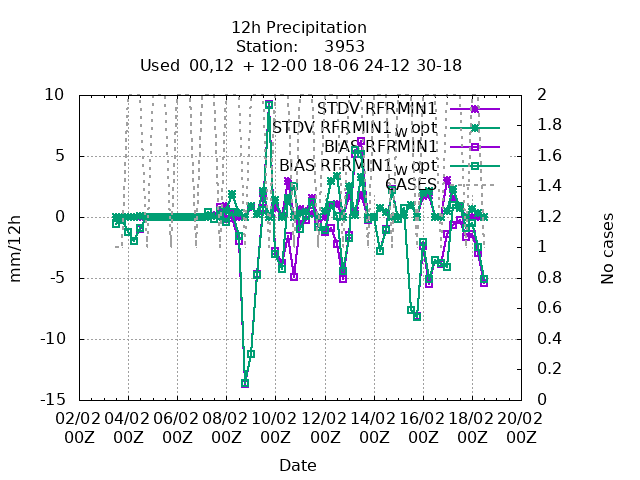 12h Precipitation
Station: 3953
Used 00,12 + 12-00 18-06 24-12 30-18
STDV RFRMIN1
STDV RFRMIN1_w opt
BIAS RFRMIN1
BIAS RFRMIN1_w opt
CASES
10
5
0
-5
-10
-15
2
1.8
1.6
1.4
1.2
1
0.8
0.6
0.4
0.2
0
mm/12h
No cases
02/02 04/02 06/02 08/02 10/02 12/02 14/02 16/02 18/02 20/02
00Z 00Z 00Z 00Z 00Z 00Z 00Z 00Z 00Z 00Z
Date